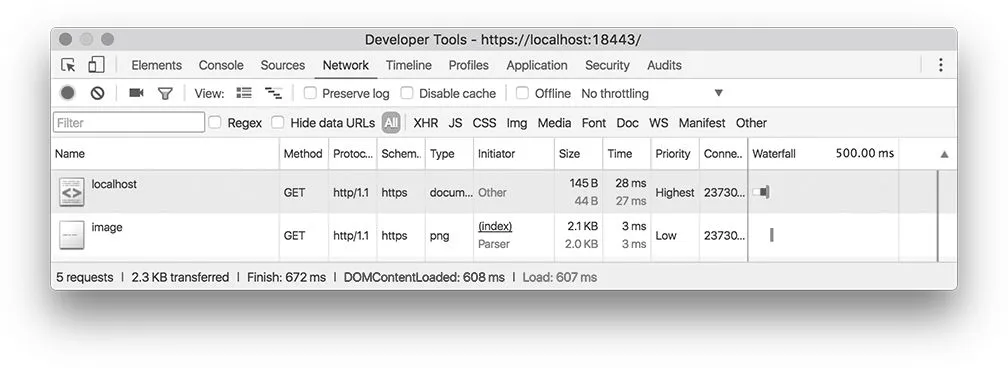 Developer Tools - https://localhost:18443/
Elements Console Sources Network Timeline Profiles Application Security Audits
View: Preserve log Disable cache Offline No throttling
Filter Regex Hide data URLs All XHR JS CSS Img Media Font Doc WS Manifest Other
Name Method Protoc... Schem.. Type Initiator Size Time Priority Conne.. Waterfall 500.00 ms
localhost GET http/1.1 https docum... Other 145 B 28 ms Highest 23730...
44 B 27 ms
image GET http/1.1 https png (index) 2.1 KB 3 ms Low 23730...
Parser 2.0 KB 3 ms
5 requests | 2.3 KB transferred | Finish: 672 ms | DOMContentLoaded: 608 ms | Load: 607 ms